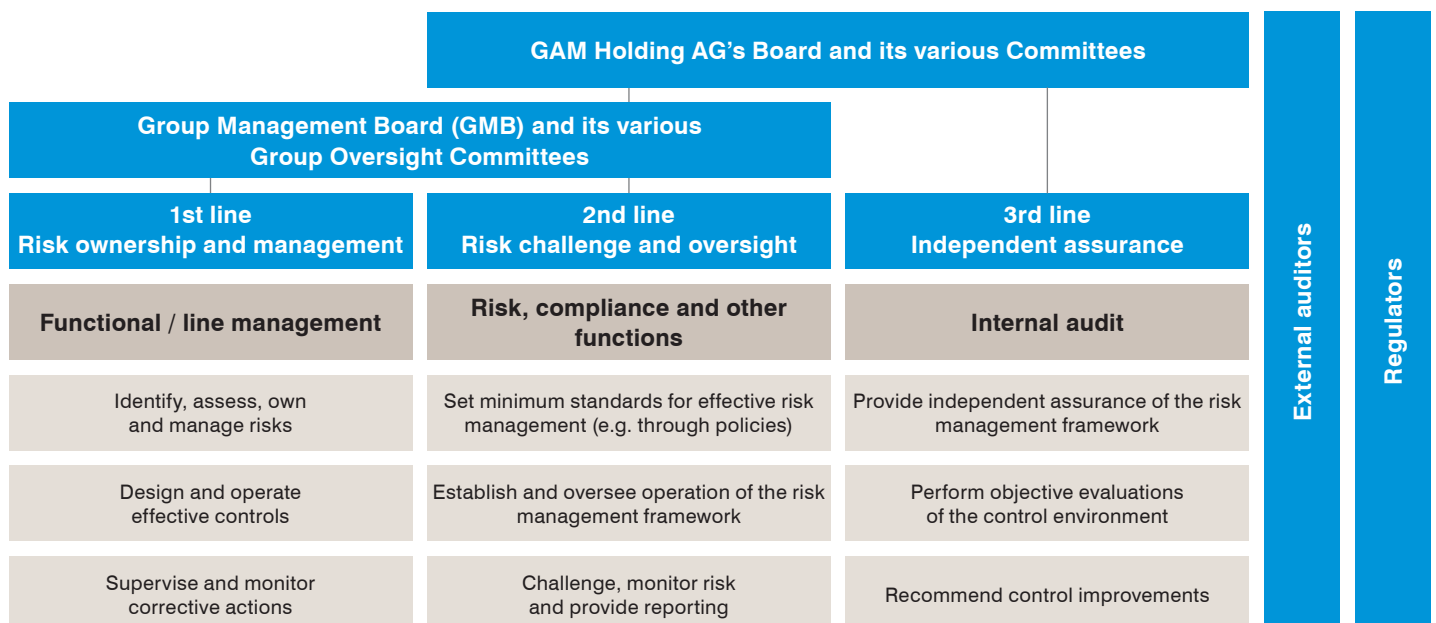 GAM Holding AG's Board and its various Committees
Group Management Board (GMB) and its various
Group Oversight Committees
1st line
Risk ownership and management
2nd line
Risk challenge and oversight
3rd line
Independent assurance
Functional / line management
Risk, compliance and other
functions
Internal audit
Identify, assess, own
and manage risks
Set minimum standards for effective risk
management (e.g. through policies)
Provide independent assurance of the risk
management framework
Design and operate
effective controls
Establish and oversee operation of the risk
management framework
Perform objective evaluations
of the control environment
Supervise and monitor
corrective actions
Challenge, monitor risk
and provide reporting
Recommend control improvements
External auditors
Regulators